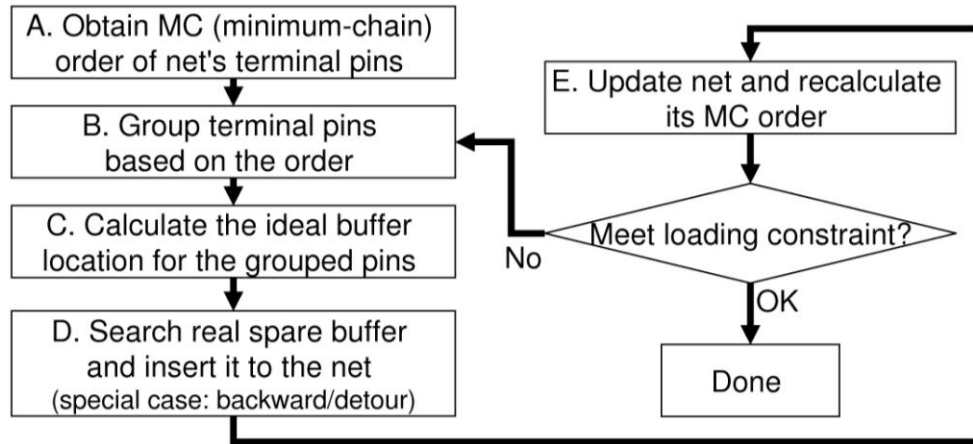 A. Obtain MC (minimum-chain)
order of net's terminal pins
B. Group terminal pins
based on the order
C. Calculate the ideal buffer
location for the grouped pins
D. Search real spare buffer
and insert it to the net
(special case: backward/detour)
E. Update net and recalculate
its MC order
Meet loading constraint?
No
OK
Done